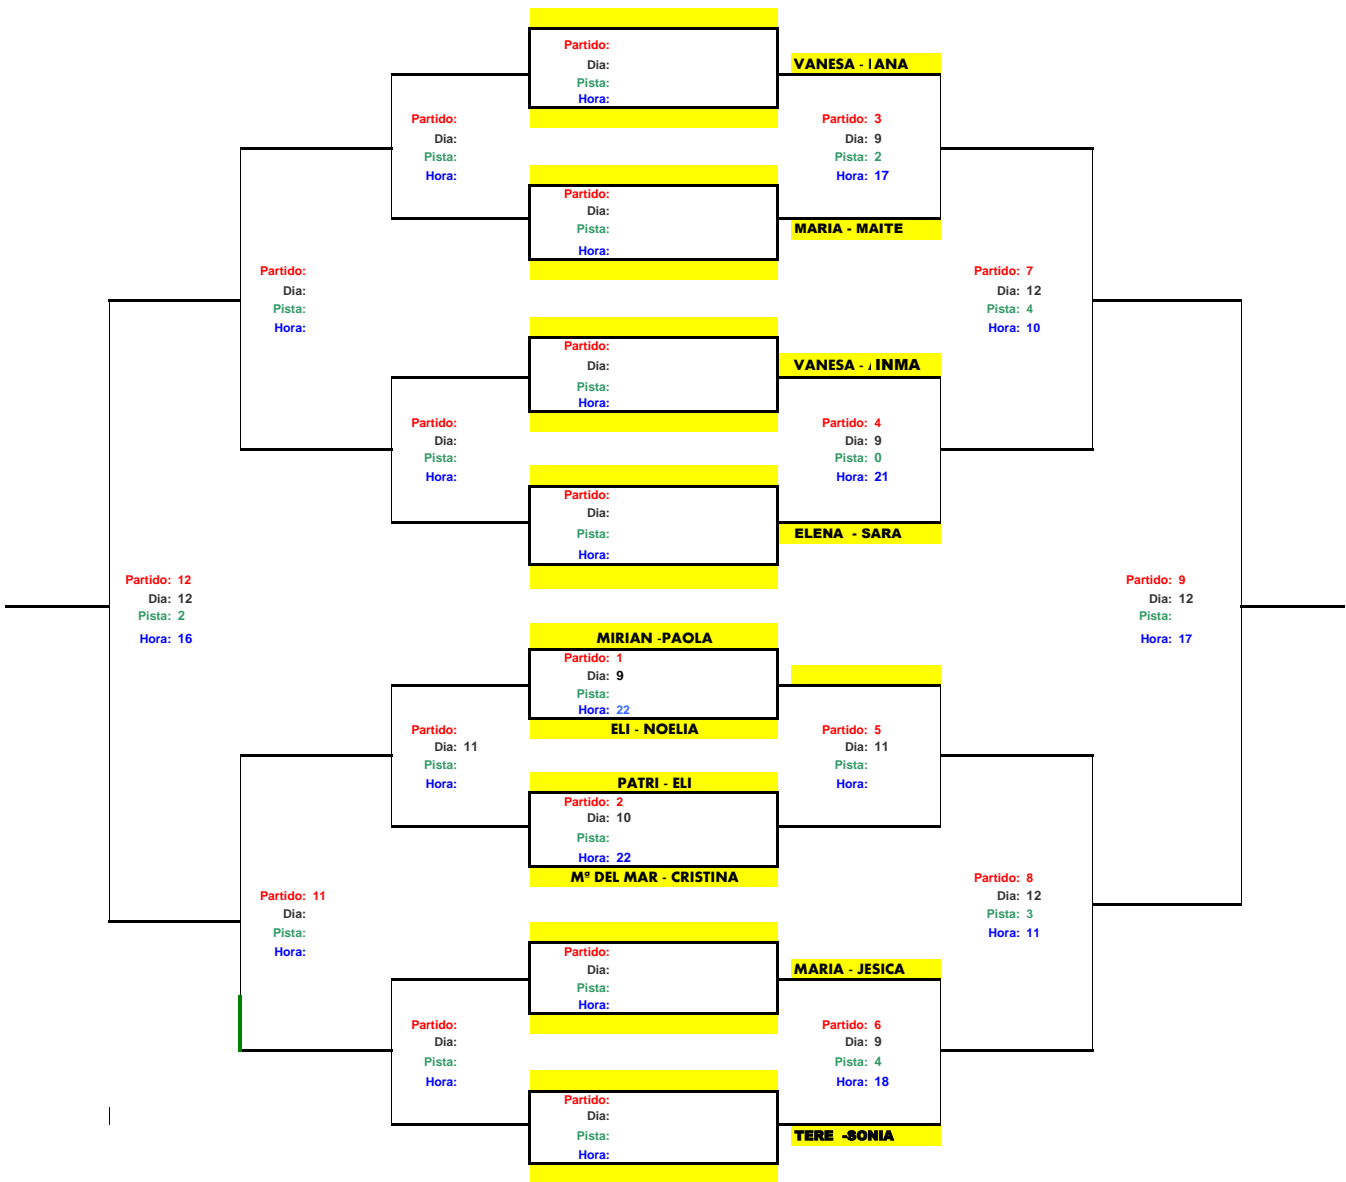 Partido:
Dia:
Pista:
Hora:
VANESA - ANA
Partido:
Dia:
Pista:
Hora:
Partido: 3
Dia: 9
Pista: 2
Hora: 17
Partido:
Dia:
Pista:
Hora:
MARIA - MAITE
Partido:
Dia:
Pista:
Hora:
Partido: 7
Dia: 12
Pista: 4
Hora: 10
Partido:
Dia:
Pista:
Hora:
VANESA - INMA
Partido:
Dia:
Pista:
Hora:
Partido: 4
Dia: 9
Pista: 0
Hora: 21
Partido:
Dia:
Pista:
Hora:
ELENA - SARA
Partido: 12
Dia: 12
Pista: 2
Hora: 16
Partido: 9
Dia: 12
Pista:
Hora: 17
MIRIAN -PAOLA
Partido: 1
Dia: 9
Pista:
Hora: 22
ELI - NOELIA
Partido:
Dia: 11
Pista:
Hora:
Partido: 5
Dia: 11
Pista:
Hora:
PATRI - ELI
Partido: 2
Dia: 10
Pista:
Hora: 22
Mª DEL MAR - CRISTINA
Partido: 11
Dia:
Pista:
Hora:
Partido: 8
Dia: 12
Pista: 3
Hora: 11
Partido:
Dia:
Pista:
Hora:
MARIA - JESICA
Partido:
Dia:
Pista:
Hora:
Partido: 6
Dia: 9
Pista: 4
Hora: 18
Partido:
Dia:
Pista:
Hora:
TERE -SONIA